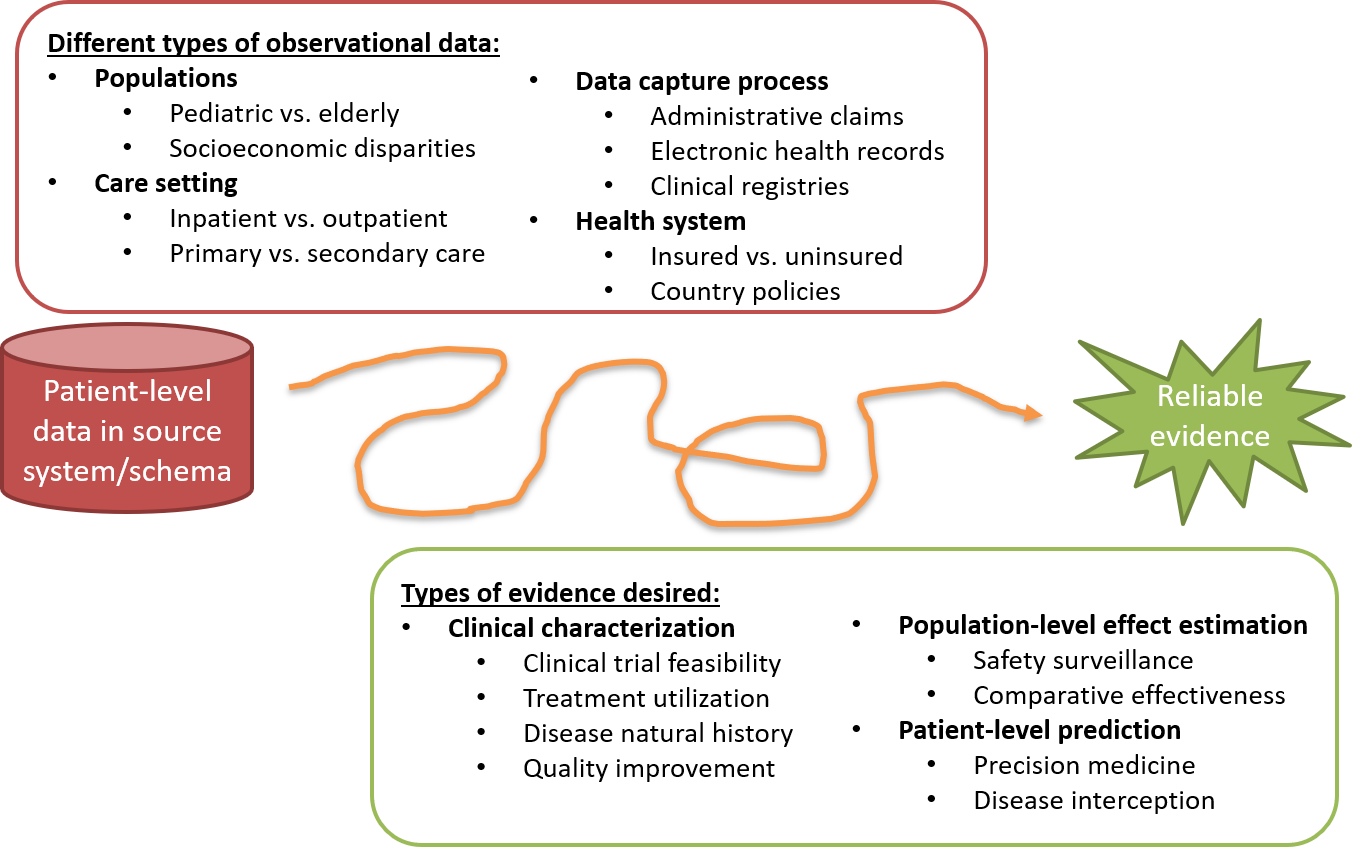 Different types of observational data:
• Populations
• Pediatric vs. elderly
• Socioeconomic disparities
• Care setting
• Inpatient vs. outpatient
• Primary vs. secondary care
• Data capture process
• Administrative claims
• Electronic health records
• Clinical registries
• Health system
• Insured vs. uninsured
• Country policies
Patient-level
data in source
system/schema
Reliable
evidence
Types of evidence desired:
• Clinical characterization
• Clinical trial feasibility
• Treatment utilization
• Disease natural history
• Quality improvement
• Population-level effect estimation
• Safety surveillance
• Comparative effectiveness
• Patient-level prediction
• Precision medicine
• Disease interception